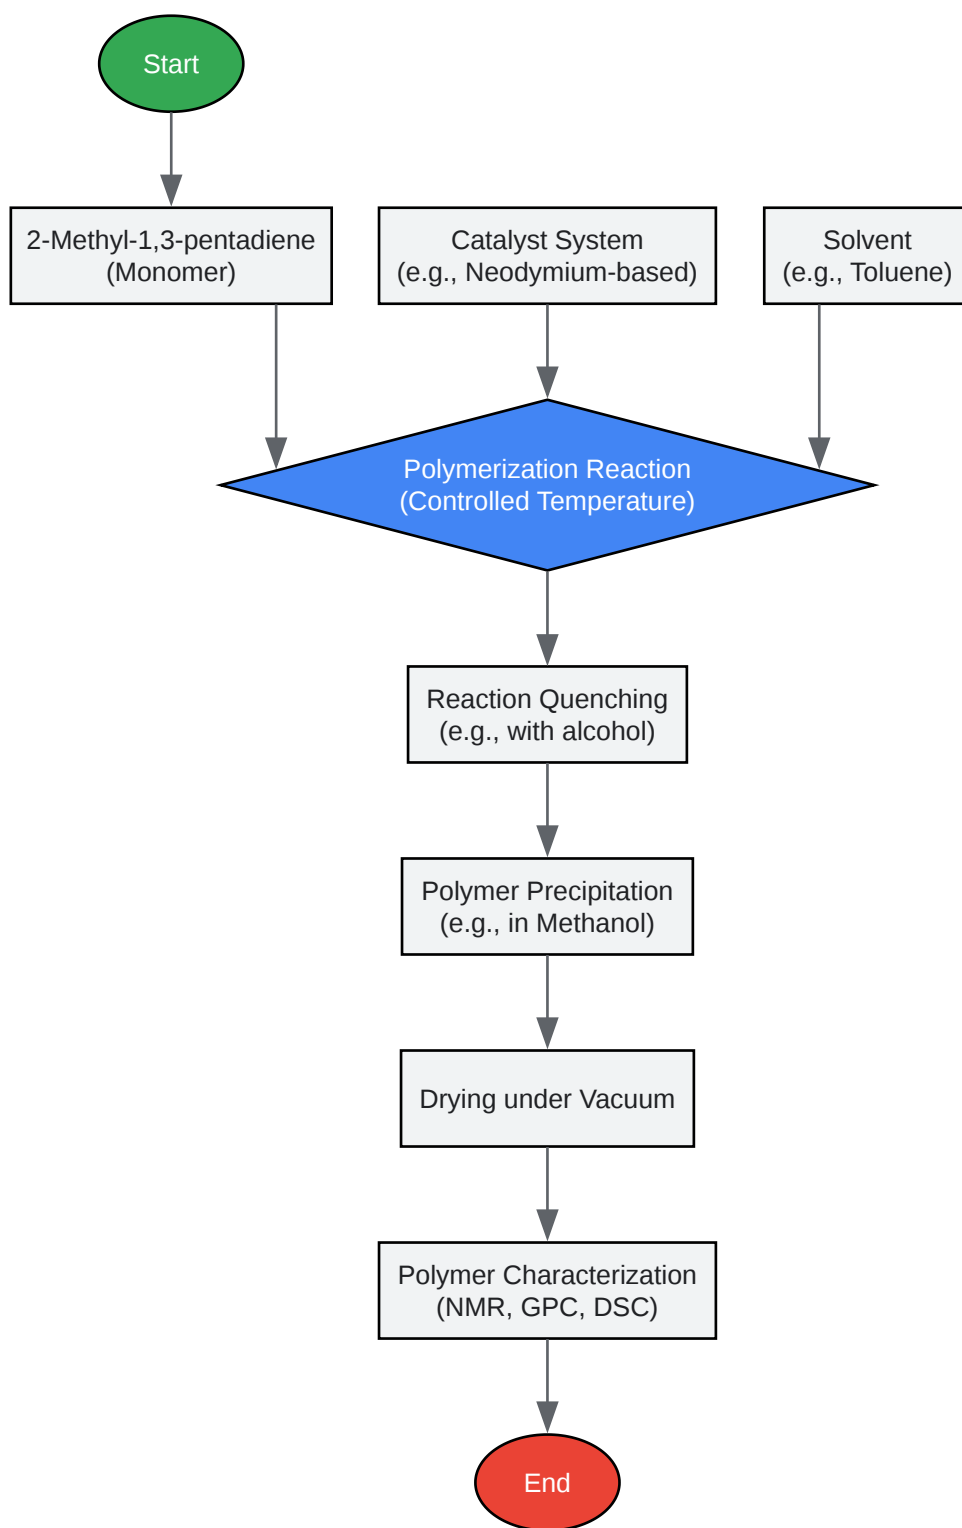 Start
2-Methyl-1,3-pentadiene
(Monomer)
Catalyst System
(e.g., Neodymium-based)
Solvent
(e.g., Toluene)
Polymerization Reaction
(Controlled Temperature)
Reaction Quenching
(e.g., with alcohol)
Polymer Precipitation
(e.g., in Methanol)
Drying under Vacuum
Polymer Characterization
(NMR, GPC, DSC)
End